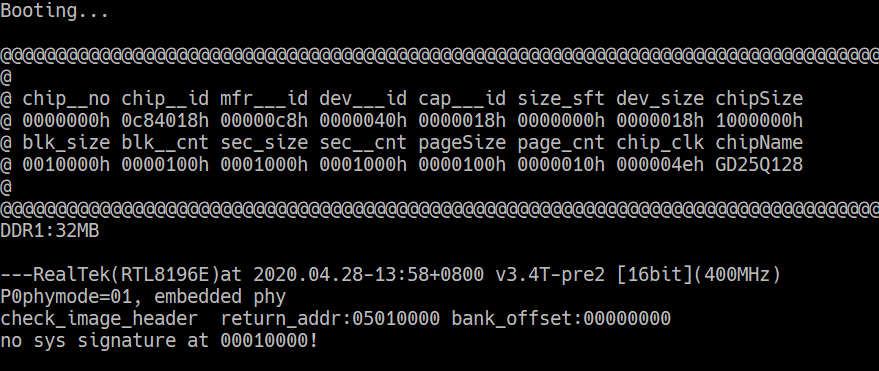 Booting...
@@@@@@@@@@@@@@@@@@@@@@@@@@@@@@@@@@@@@@@@@@@@@@@@@@@@@@@@@@@@@@@@@@@@@@@@@@@@@@@@
@
@ chip__no chip__id mfr___id dev___id cap___id size_sft dev_size chipSize
@ 0000000h 0c84018h 00000c8h 0000040h 0000018h 0000000h 0000018h 1000000h
@ blk_size blk__cnt sec_size sec__cnt pageSize page_cnt chip_clk chipName
@ 0010000h 0000100h 0001000h 0001000h 0000100h 0000010h 000004eh GD25Q128
@
@@@@@@@@@@@@@@@@@@@@@@@@@@@@@@@@@@@@@@@@@@@@@@@@@@@@@@@@@@@@@@@@@@@@@@@@@@@@@@@@
DDR1:32MB
---RealTek(RTL8196E)at 2020.04.28-13:58+0800 v3.4T-pre2 [16bit](400MHz)
P0phymode=01, embedded phy
check_image_header  return_addr:05010000 bank_offset:00000000
no sys signature at 00010000!